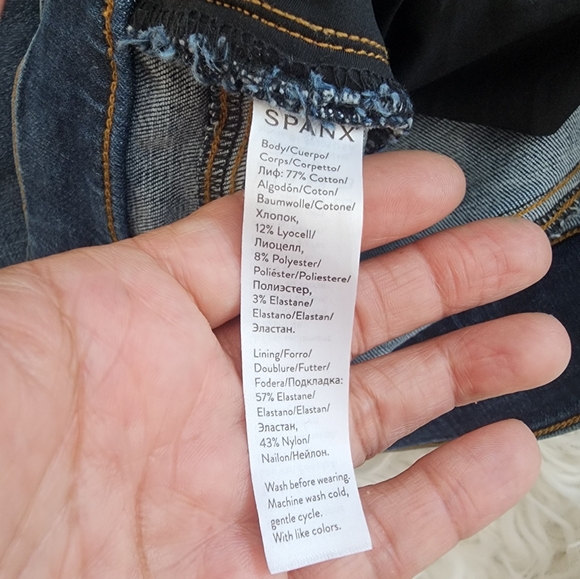 SPANX
Body/Cuerpo/
Corps/Corpetto/
Лиф: 77% Cotton/
Algodón/Coton/
Baumwolle/Cotone/
Хлопок,
12% Lyocell/
Лиоцелл,
8% Polyester/
Poliéster/Poliestere/
Полиэстер,
3% Elastane/
Elastano/Elastan/
Эластан.
Lining/Forro/
Doublure/Futter/
Fodera/Подкладка:
57% Elastane/
Elastano/Elastan/
Эластан,
43% Nylon/
Nailon/Нейлон.
Wash before wearing.
Machine wash cold,
gentle cycle.
With like colors.